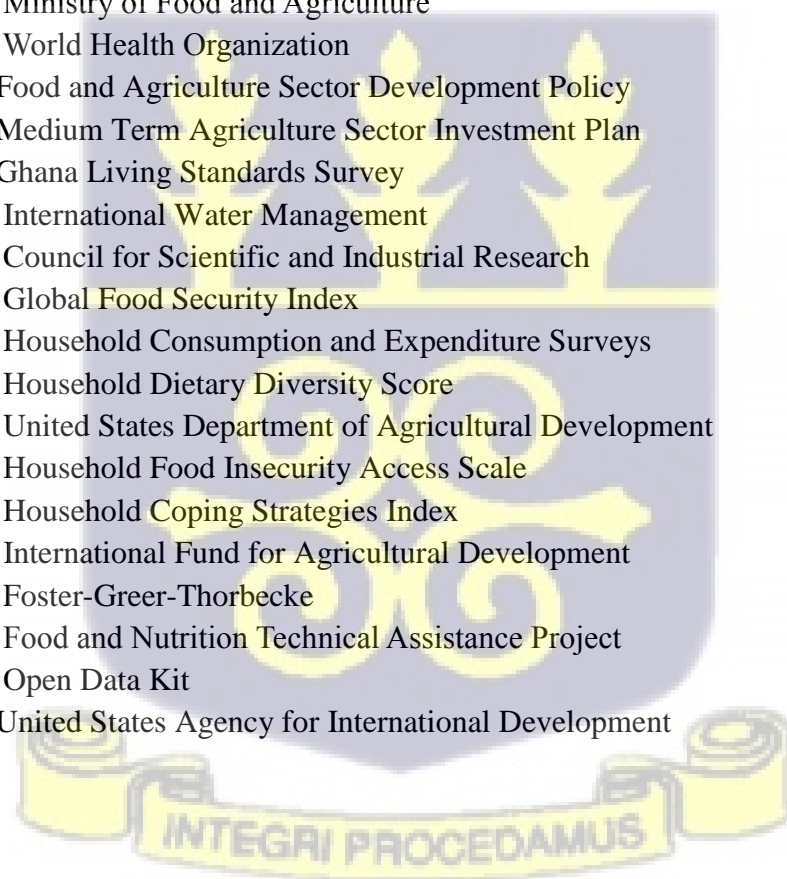 Ministry of Food and Agriculture
World Health Organization
Food and Agriculture Sector Development Policy
Medium Term Agriculture Sector Investment Plan
Ghana Living Standards Survey
International Water Management
Council for Scientific and Industrial Research
Global Food Security Index
Household Consumption and Expenditure Surveys
Household Dietary Diversity Score
United States Department of Agricultural Development
Household Food Insecurity Access Scale
Household Coping Strategies Index
International Fund for Agricultural Development
Foster-Greer-Thorbecke
Food and Nutrition Technical Assistance Project
Open Data Kit
United States Agency for International Development
INTEGRI PROCEDAMUS